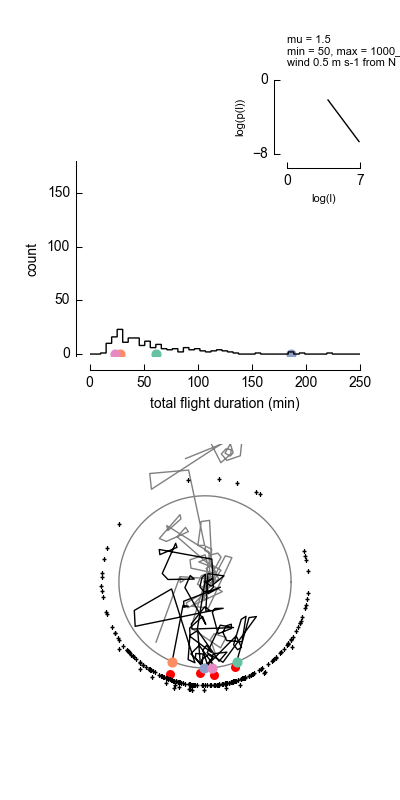 mu = 1.5
min = 50, max = 1000_
wind 0.5 m s-1 from N
0
log(p(l))
−8
0
7
log(l)
150
100
count
50
0
0
50
100
150
200
250
total flight duration (min)